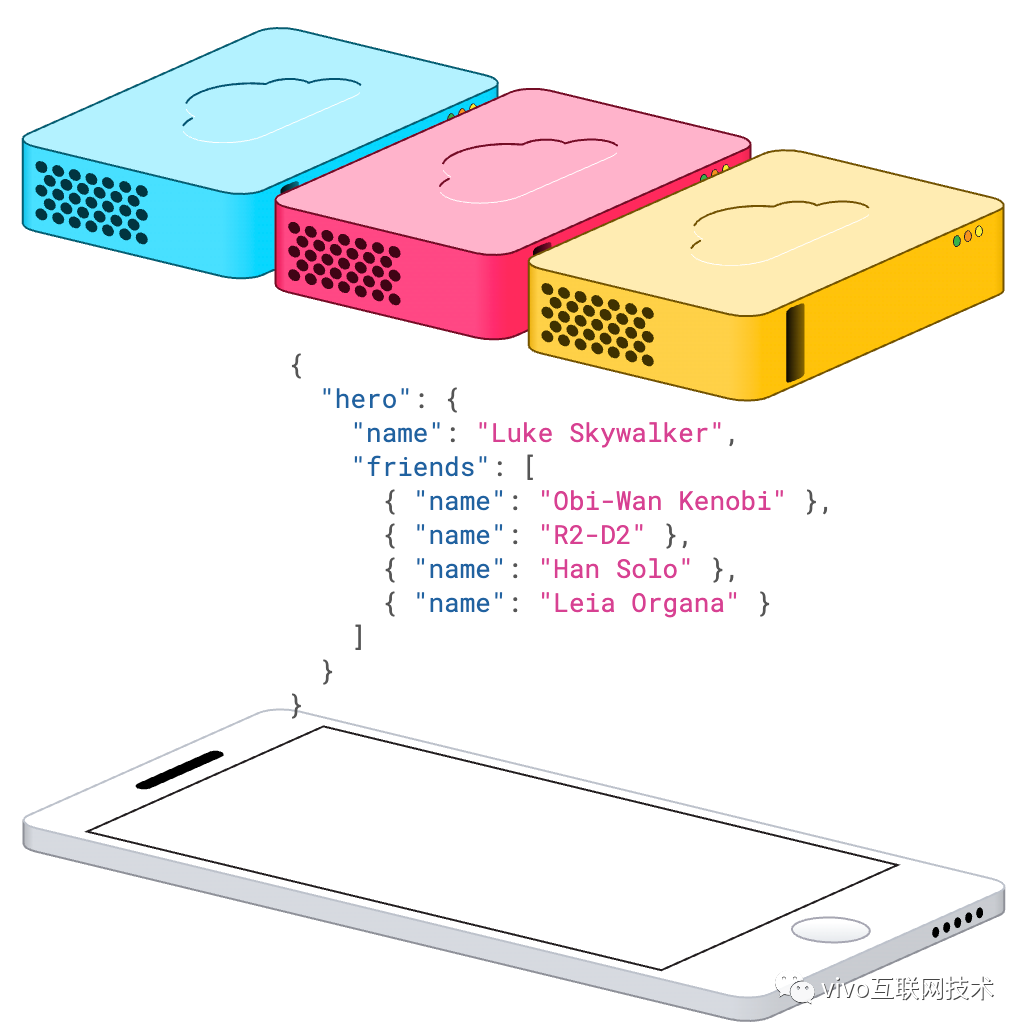 {
"hero": {
"name": "Luke Skywalker",
"friends": [
{ "name": "Obi-Wan Kenobi" },
{ "name": "R2-D2" },
{ "name": "Han Solo" },
{ "name": "Leia Organa" }
]
}
}
vivo互联网技术